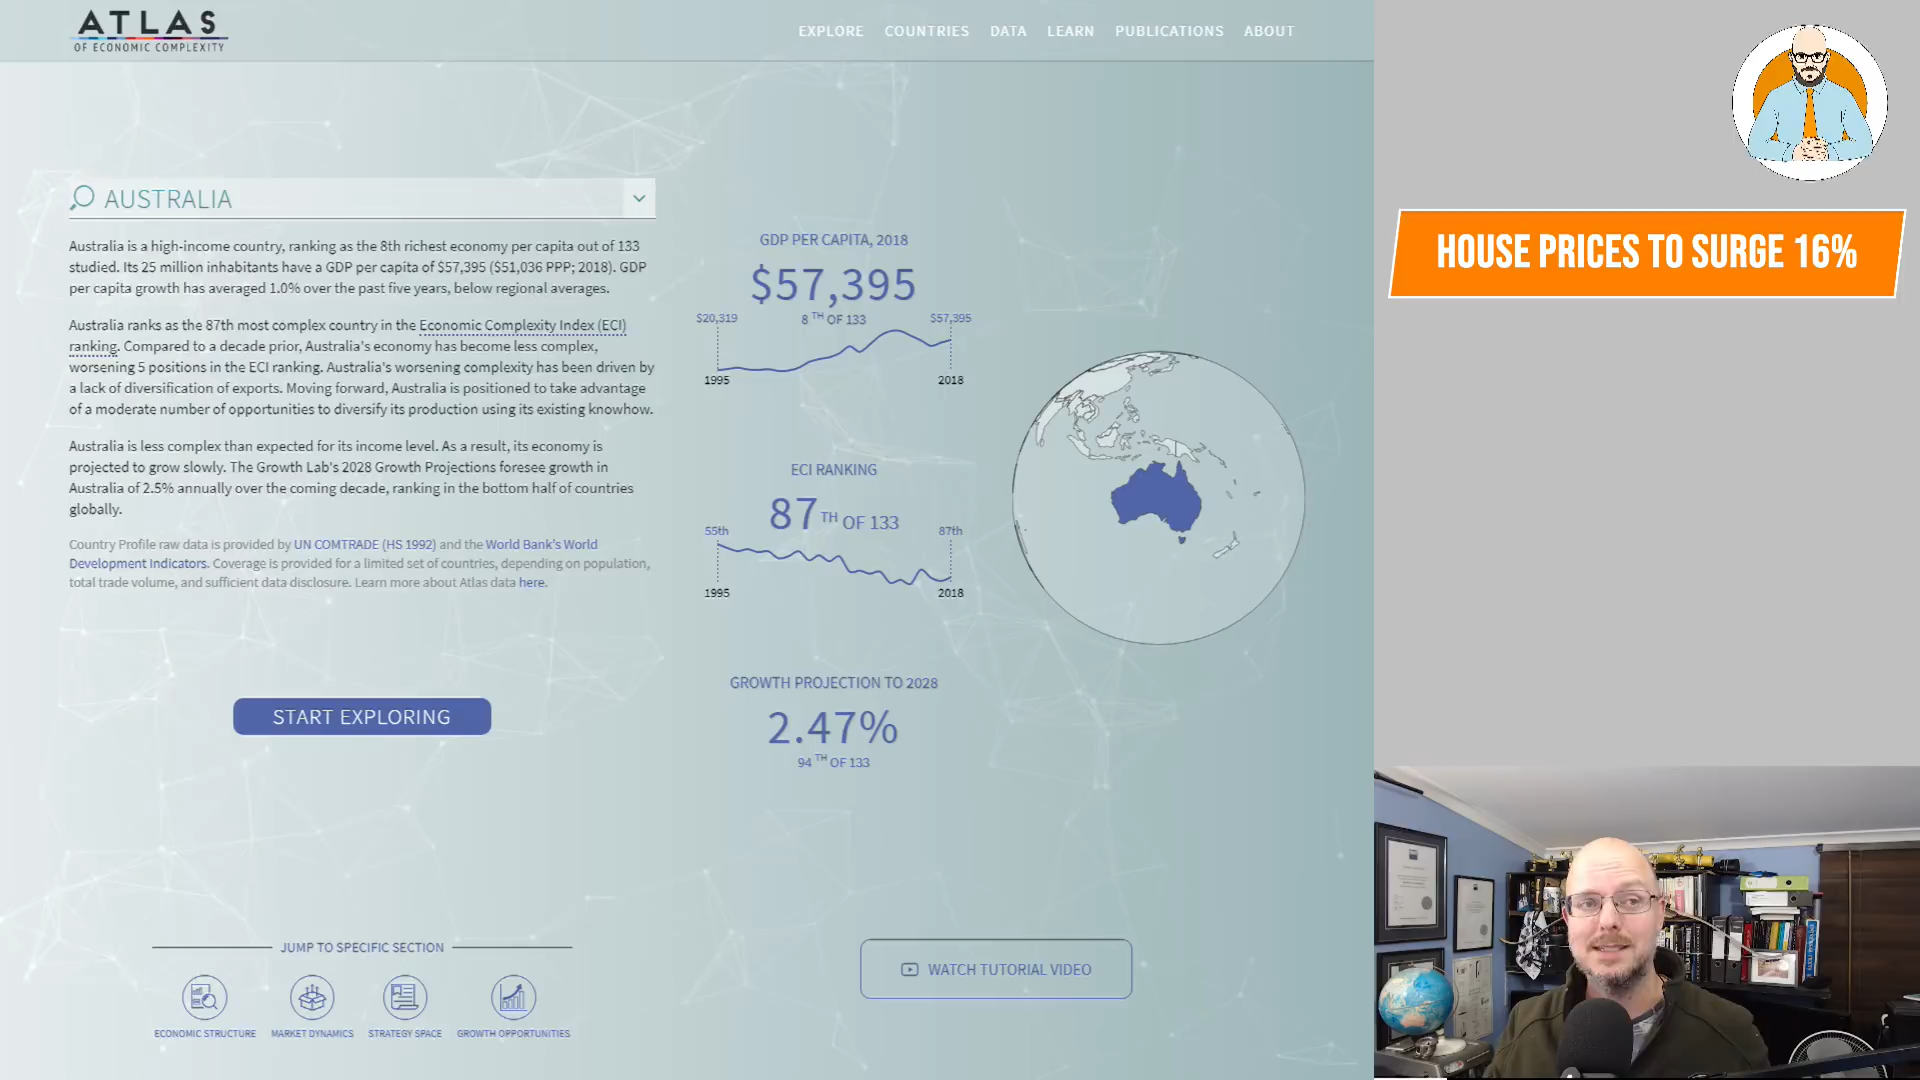 ATLAS
OF ECONOMIC COMPLEXITY
EXPLORE COUNTRIES DATA LEARN PUBLICATIONS ABOUT
AUSTRALIA
Australia is a high-income country, ranking as the 8th richest economy per capita out of 133
studied. Its 25 million inhabitants have a GDP per capita of $57,395 ($51,036 PPP; 2018). GDP
per capita growth has averaged 1.0% over the past five years, below regional averages.
Australia ranks as the 87th most complex country in the Economic Complexity Index (ECI)
ranking. Compared to a decade prior, Australia's economy has become less complex,
worsening 5 positions in the ECI ranking. Australia's worsening complexity has been driven by
a lack of diversification of exports. Moving forward, Australia is positioned to take advantage
of a moderate number of opportunities to diversify its production using its existing knowhow.
Australia is less complex than expected for its income level. As a result, its economy is
projected to grow slowly. The Growth Lab's 2028 Growth Projections foresee growth in
Australia of 2.5% annually over the coming decade, ranking in the bottom half of countries
globally.
Country Profile raw data is provided by UN COMTRADE (HS 1992) and the World Bank's World
Development Indicators. Coverage is provided for a limited set of countries, depending on population,
total trade volume, and sufficient data disclosure. Learn more about Atlas data here.
START EXPLORING
JUMP TO SPECIFIC SECTION
ECONOMIC STRUCTURE MARKET DYNAMICS STRATEGY SPACE GROWTH OPPORTUNITIES
GDP PER CAPITA, 2018
$57,395
8 TH OF 133
$20,319 $57,395
1995 2018
ECI RANKING
87 TH OF 133
55th 87th
1995 2018
GROWTH PROJECTION TO 2028
2.47%
94 TH OF 133
WATCH TUTORIAL VIDEO
HOUSE PRICES TO SURGE 16%